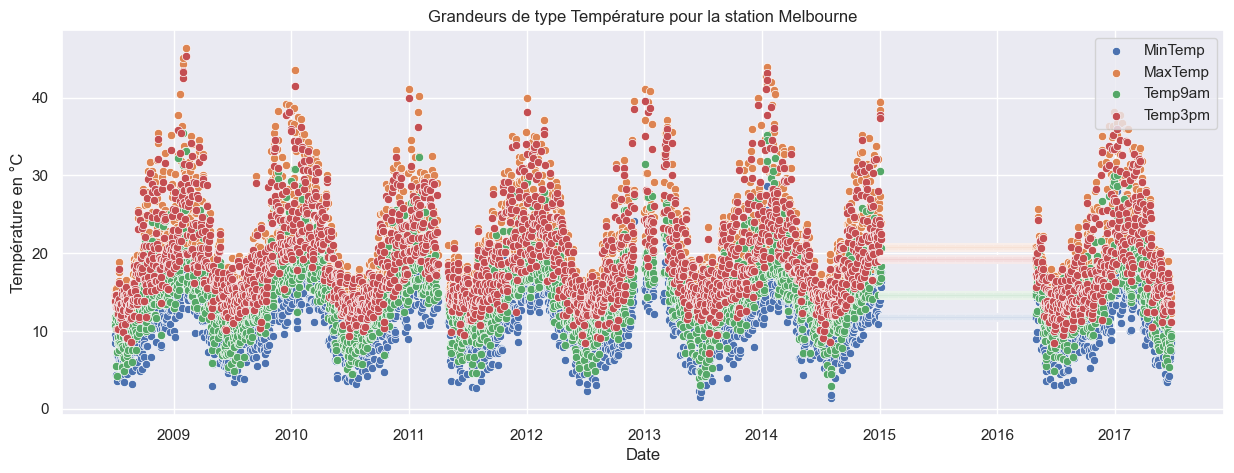 Grandeurs de type Température pour la station Melbourne
Température en °C
40
30
20
10
0
MinTemp
MaxTemp
Temp9am
Temp3pm
2009
2010
2011
2012
2013
2014
2015
2016
2017
Date